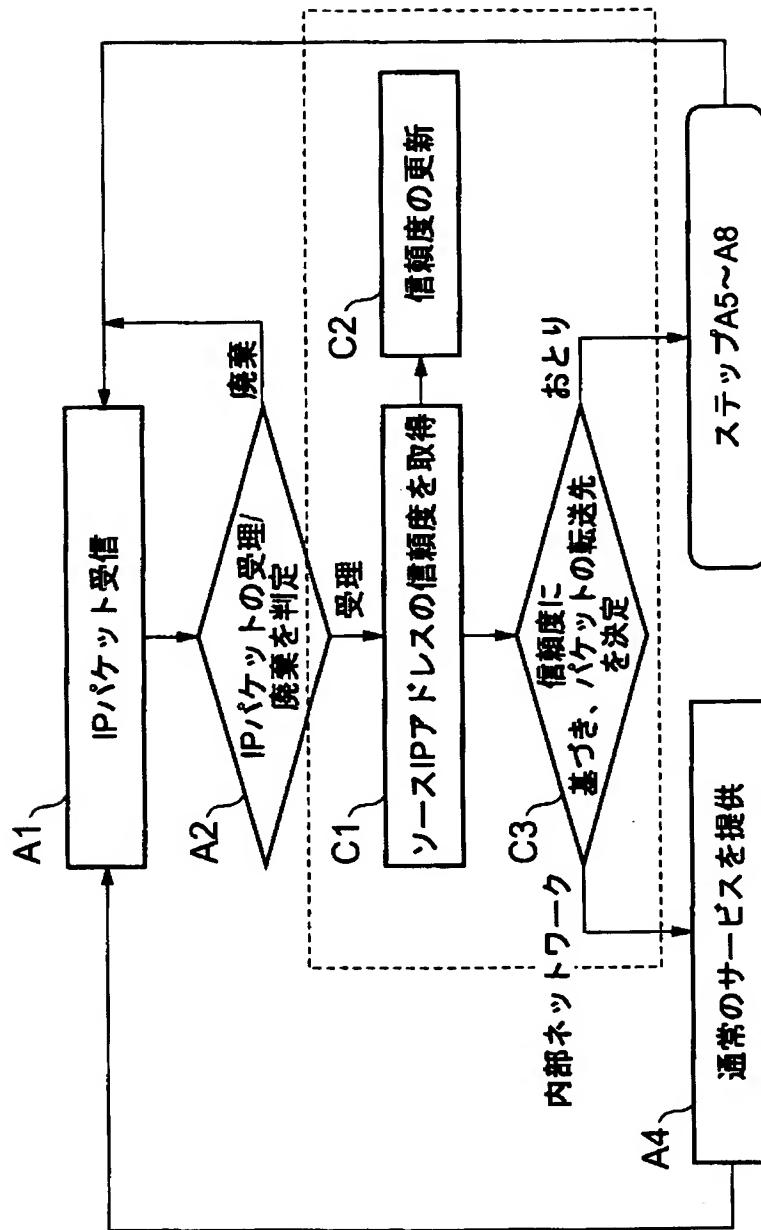 A1
IPパケット受信
A2
IPパケットの受理/
廃棄を判定
廃棄
受理
C1
ソースIPアドレスの信頼度を取得
C2
信頼度の更新
C3
信頼度に
基づき、パケットの転送先
を決定
内部ネットワーク
おとり
A4
通常のサービスを提供
ステップA5~A8